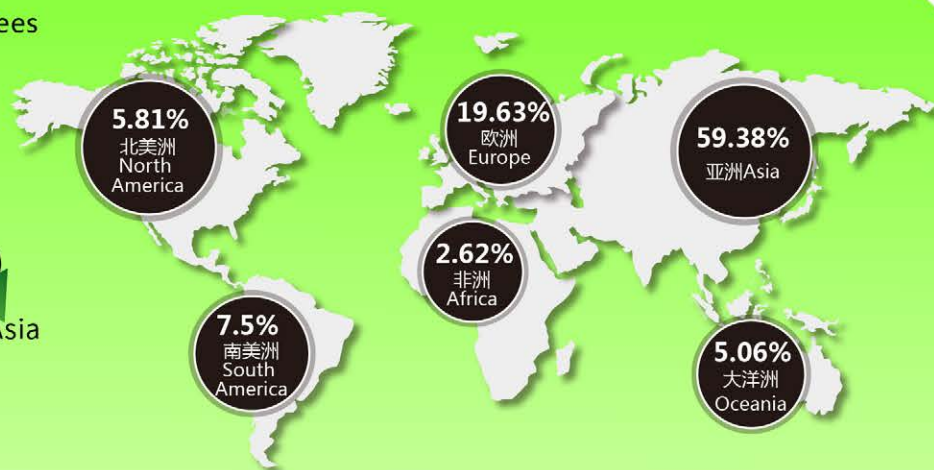 5.81%
北美洲
North
America
19.63%
欧洲
Europe
59.38%
亚洲Asia
2.62%
非洲
Africa
7.5%
南美洲
South
America
5.06%
大洋洲
Oceania